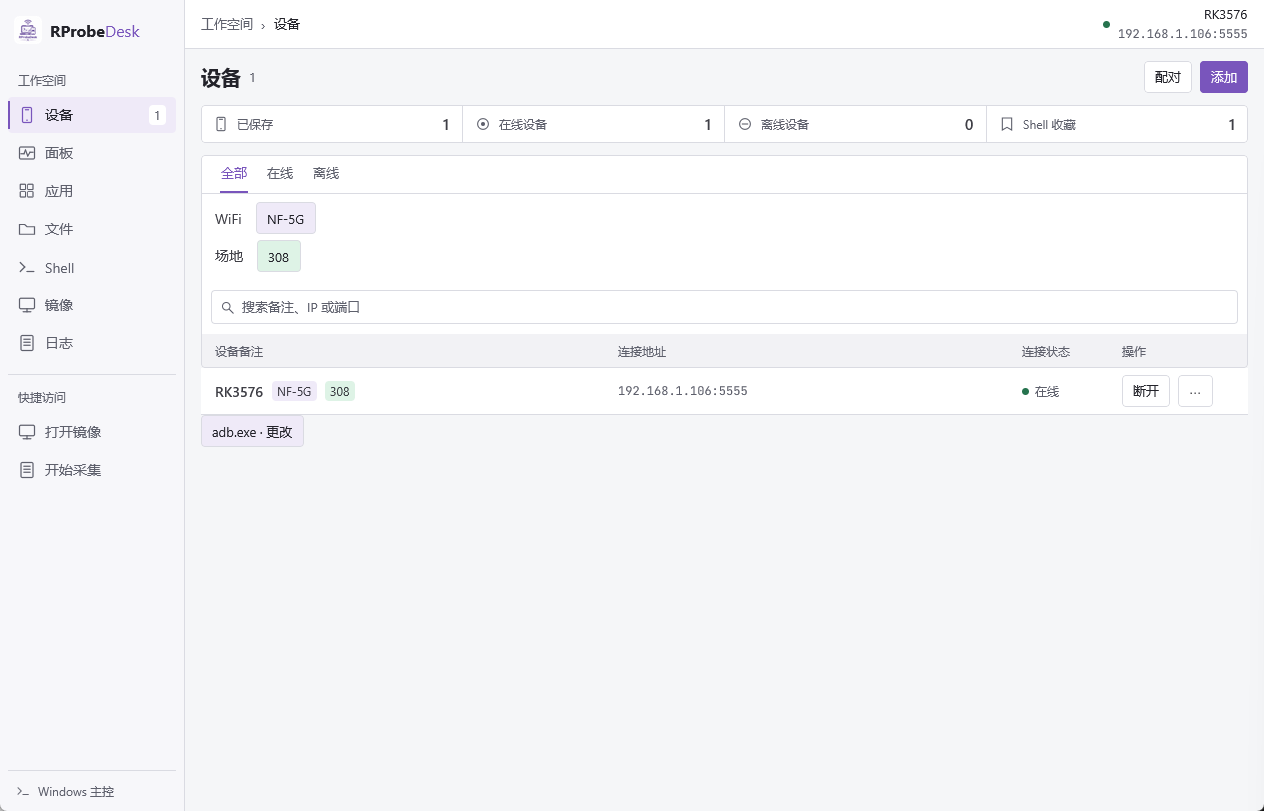 RProbeDesk
工作空间
设备 1
面板
应用
文件
Shell
镜像
日志
快捷访问
打开镜像
开始采集
Windows 主控
工作空间 › 设备
RK3576
192.168.1.106:5555
设备 1
配对 添加
已保存 1 在线设备 1 离线设备 0 Shell 收藏 1
全部 在线 离线
WiFi NF-5G
场地 308
搜索备注、IP 或端口
设备备注 连接地址 连接状态 操作
RK3576 NF-5G 308 192.168.1.106:5555 在线 断开 ...
adb.exe · 更改